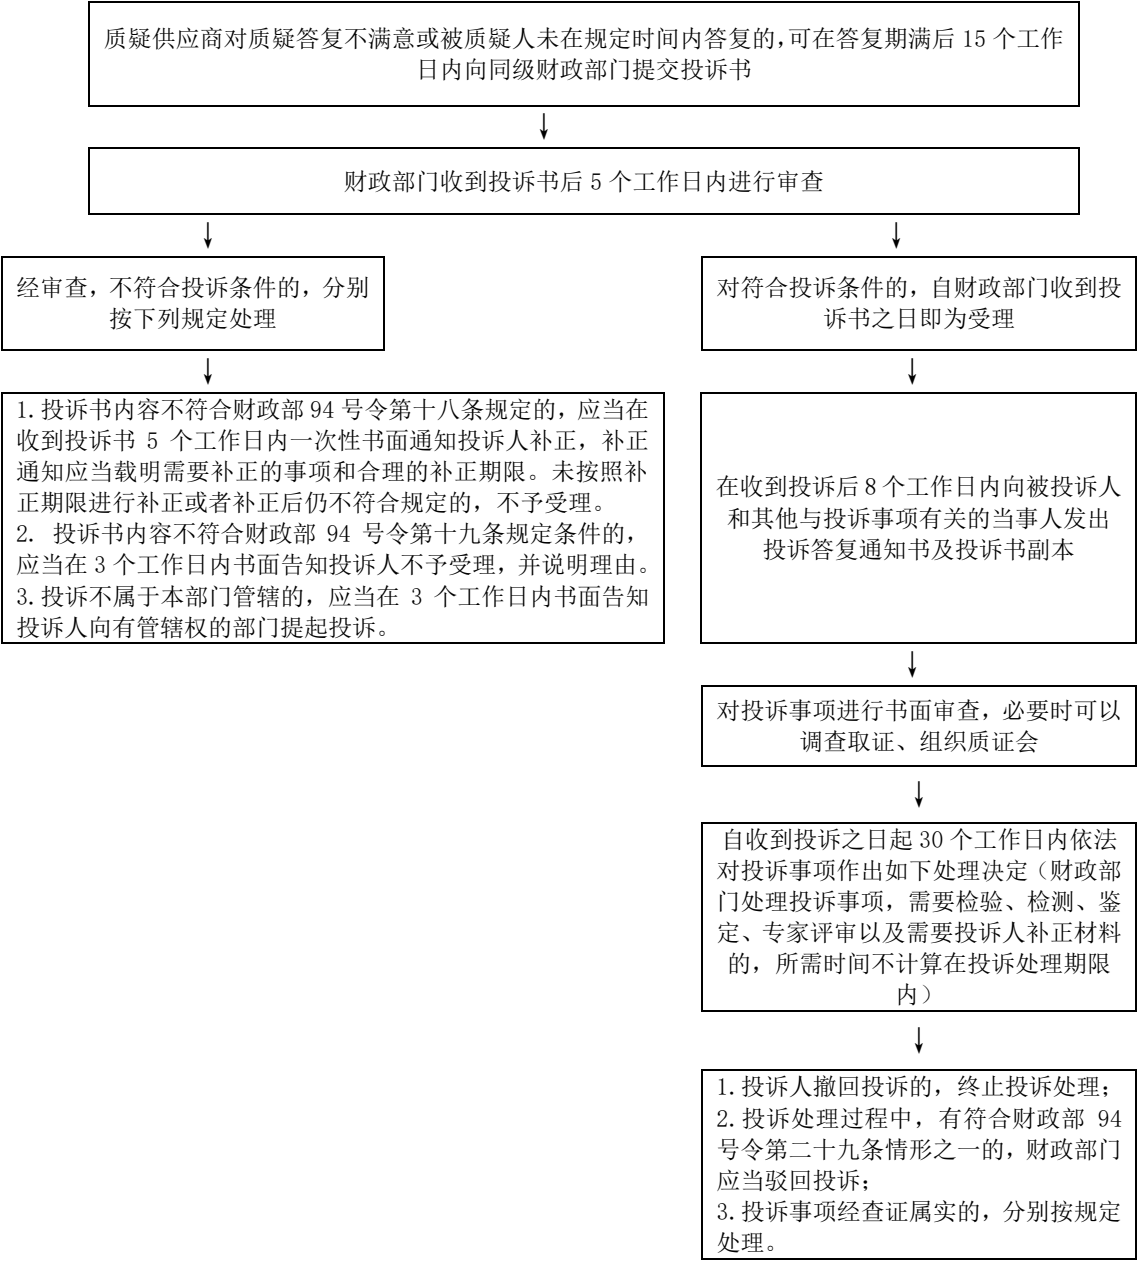 质疑供应商对质疑答复不满意或被质疑人未在规定时间内答复的,可在答复期满后 15 个工作
日内向同级财政部门提交投诉书
↓
财政部门收到投诉书后 5 个工作日内进行审查
↓
↓
经审查，不符合投诉条件的，分别
按下列规定处理
对符合投诉条件的，自财政部门收到投
诉书之日即为受理
↓
↓
1.投诉书内容不符合财政部 94 号令第十八条规定的，应当在
收到投诉书 5 个工作日内一次性书面通知投诉人补正，补正
通知应当载明需要补正的事项和合理的补正期限。未按照补
正期限进行补正或者补正后仍不符合规定的，不予受理。
2. 投诉书内容不符合财政部 94 号令第十九条规定条件的，
应当在 3 个工作日内书面告知投诉人不予受理，并说明理由。
3.投诉不属于本部门管辖的，应当在 3 个工作日内书面告知
投诉人向有管辖权的部门提起投诉。
在收到投诉后 8 个工作日内向被投诉人
和其他与投诉事项有关的当事人发出
投诉答复通知书及投诉书副本
↓
对投诉事项进行书面审查，必要时可以
调查取证、组织质证会
↓
自收到投诉之日起 30 个工作日内依法
对投诉事项作出如下处理决定（财政部
门处理投诉事项，需要检验、检测、鉴
定、专家评审以及需要投诉人补正材料
的，所需时间不计算在投诉处理期限
内）
↓
1.投诉人撤回投诉的，终止投诉处理；
2.投诉处理过程中，有符合财政部 94
号令第二十九条情形之一的，财政部门
应当驳回投诉；
3.投诉事项经查证属实的，分别按规定
处理。